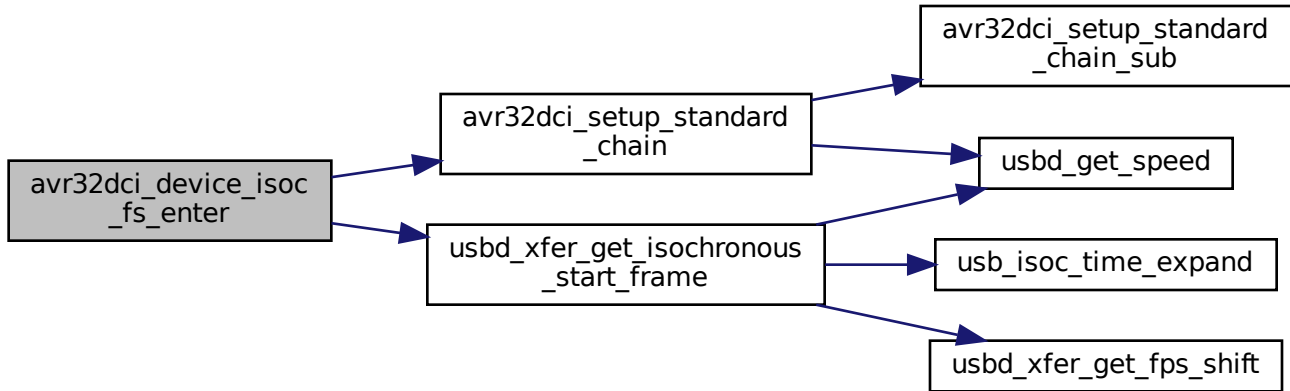 avr32dci_device_isoc
_fs_enter
avr32dci_setup_standard
_chain
usbd_xfer_get_isochronous
_start_frame
avr32dci_setup_standard
_chain_sub
usbd_get_speed
usb_isoc_time_expand
usbd_xfer_get_fps_shift